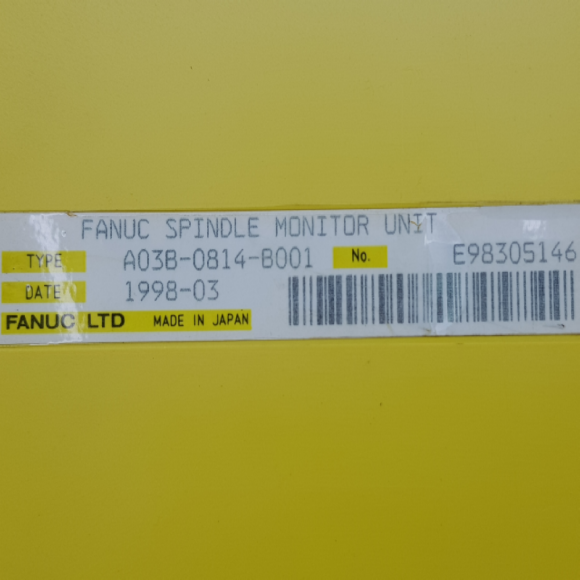 FANUC SPINDLE MONITOR UNIT
TYPE A03B-0814-B001 No. E98305146
DATE 1998-03
FANUC LTD MADE IN JAPAN